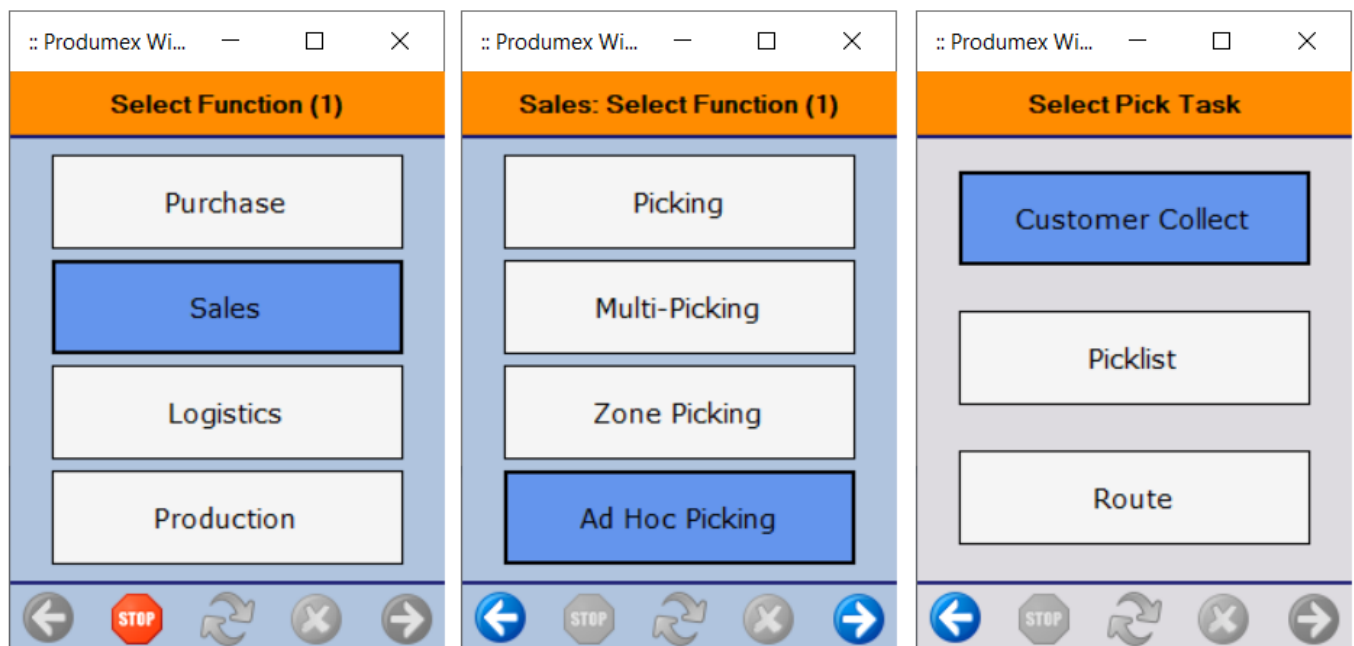 :: Produmex Wi...
Select Function (1)
Purchase
Sales
Logistics
Production
STOP
:: Produmex Wi...
Sales: Select Function (1)
Picking
Multi-Picking
Zone Picking
Ad Hoc Picking
STOP
:: Produmex Wi...
Select Pick Task
Customer Collect
Picklist
Route
STOP